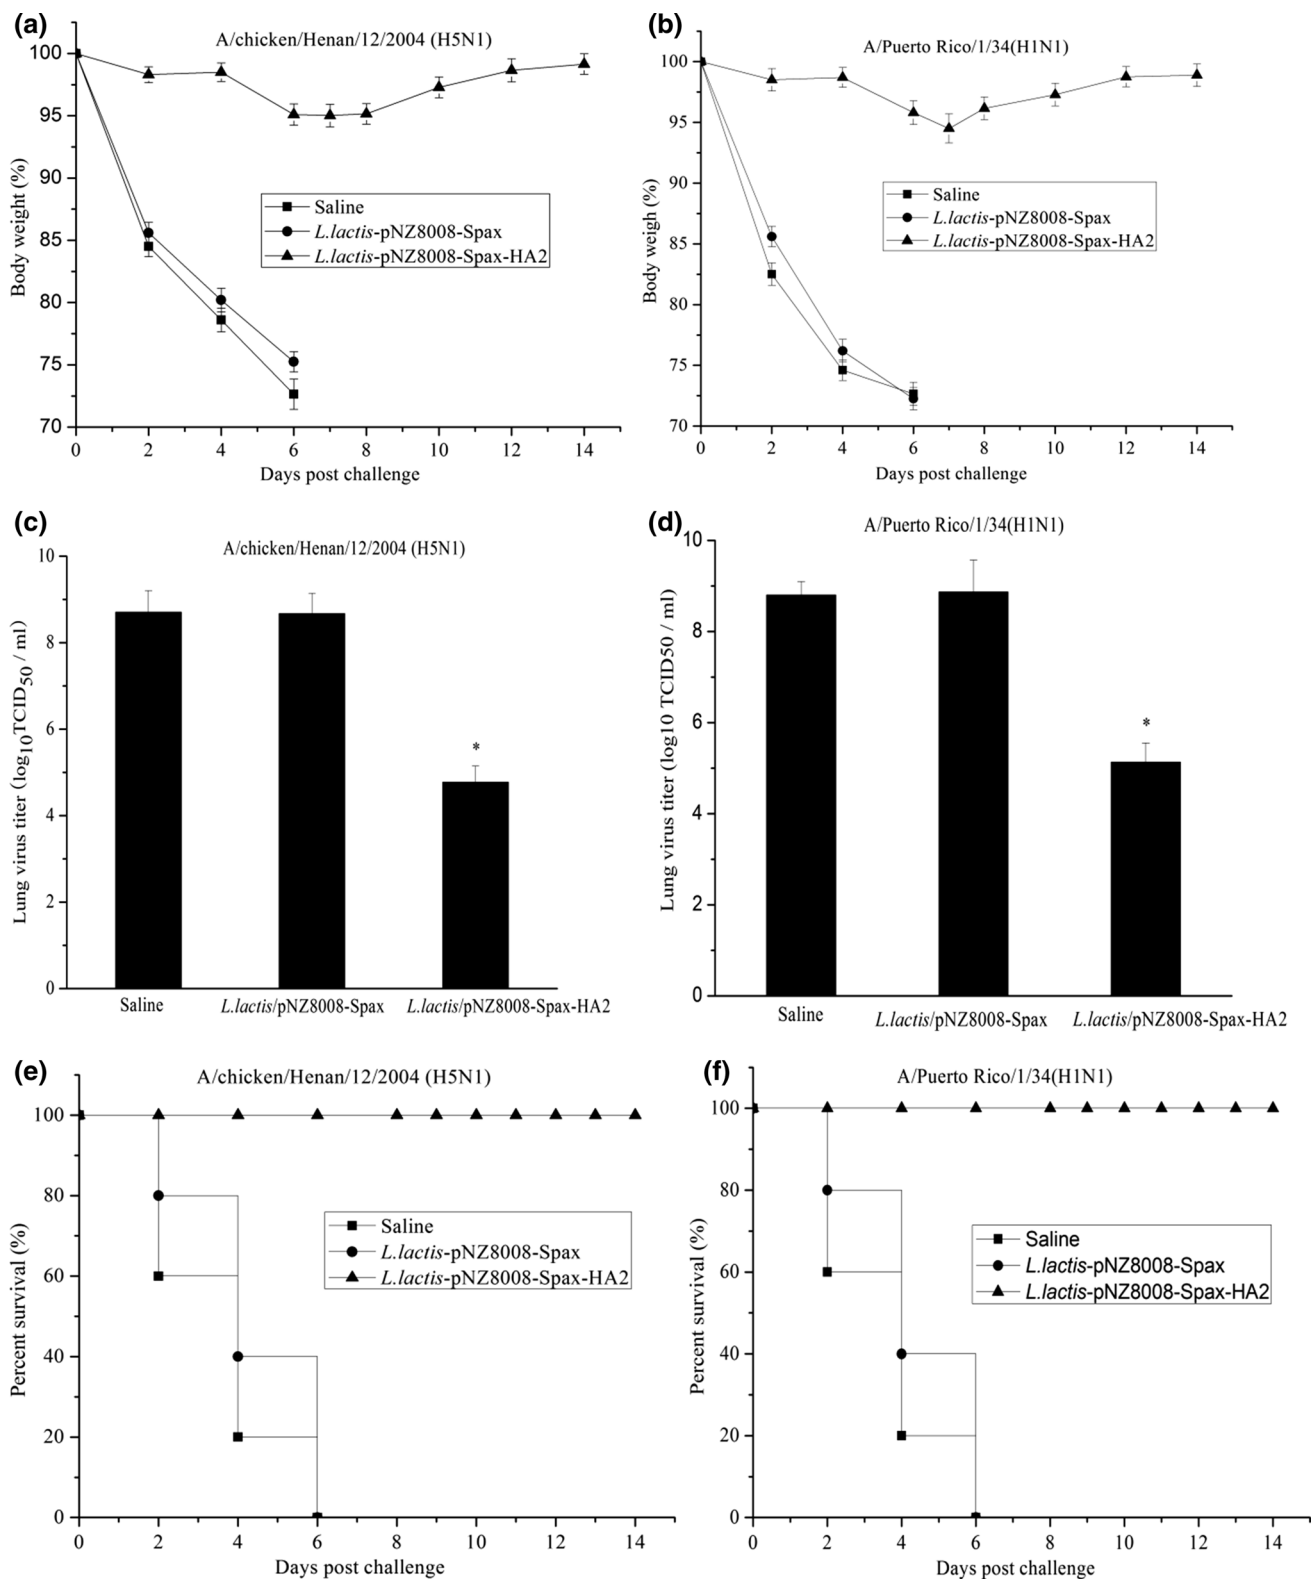 (a)
A/chicken/Henan/12/2004 (H5N1)
100
95
90
85
80
75
70
Body weight (%)
Saline
L.lactis-pNZ8008-Spax
L.lactis-pNZ8008-Spax-HA2
0 2 4 6 8 10 12 14
Days post challenge
(b)
A/Puerto Rico/1/34(H1N1)
100
95
90
85
80
75
70
Body weigh (%)
Saline
L.lactis-pNZ8008-Spax
L.lactis-pNZ8008-Spax-HA2
0 2 4 6 8 10 12 14
Days post challenge
(c)
A/chicken/Henan/12/2004 (H5N1)
10
8
6
4
2
0
Lung virus titer (log10TCID50 / ml)
*
Saline L.lactis/pNZ8008-Spax L.lactis/pNZ8008-Spax-HA2
(d)
A/Puerto Rico/1/34(H1N1)
10
8
6
4
2
0
Lung virus titer (log10 TCID50 / ml)
*
Saline L.lactis/pNZ8008-Spax L.lactis/pNZ8008-Spax-HA2
(e)
A/chicken/Henan/12/2004 (H5N1)
100
80
60
40
20
0
Percent survival (%)
Saline
L.lactis-pNZ8008-Spax
L.lactis-pNZ8008-Spax-HA2
0 2 4 6 8 10 12 14
Days post challenge
(f)
A/Puerto Rico/1/34(H1N1)
100
80
60
40
20
0
Percent survival (%)
Saline
L.lactis-pNZ8008-Spax
L.lactis-pNZ8008-Spax-HA2
0 2 4 6 8 10 12 14
Days post challenge